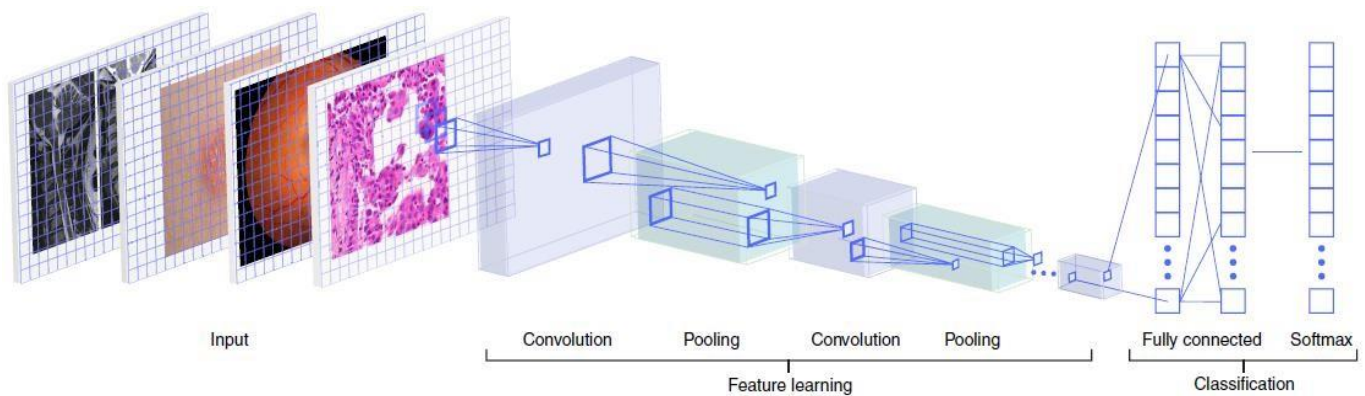 Input
Convolution
Pooling
Convolution
Pooling
Fully connected
Softmax
Feature learning
Classification